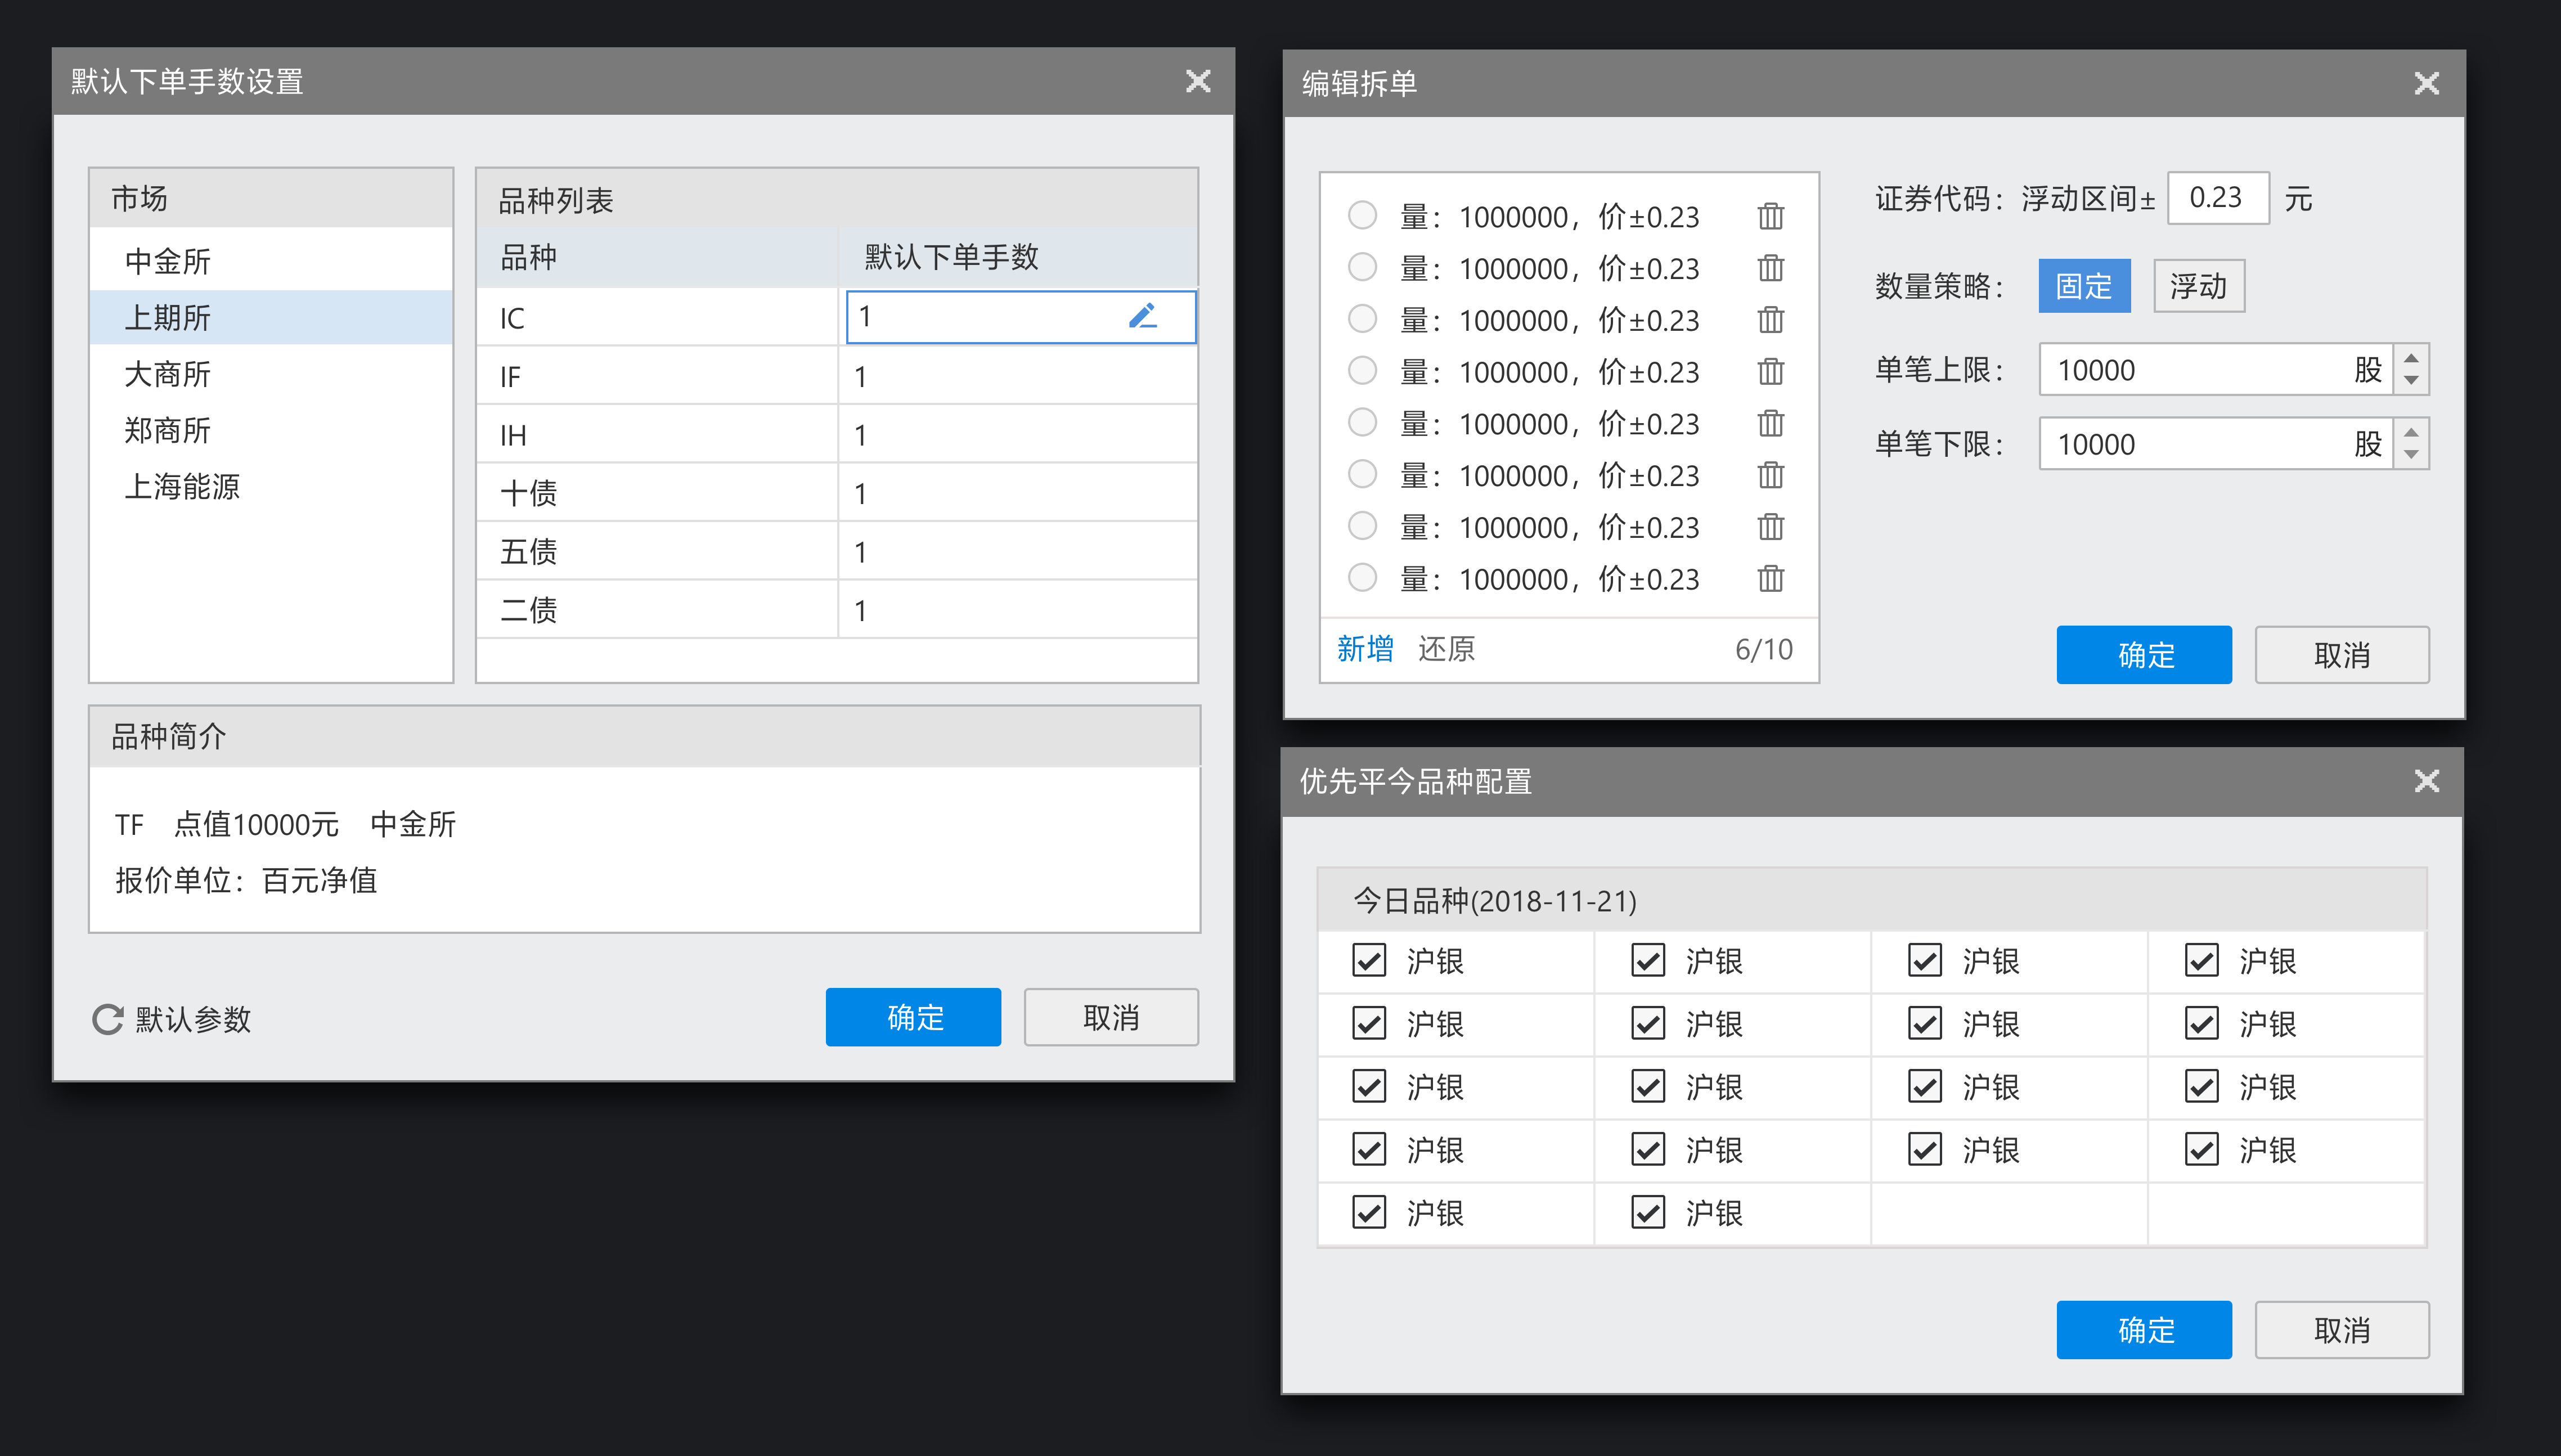 默认下单手数设置
市场
中金所
上期所
大商所
郑商所
上海能源
品种列表
品种 默认下单手数
IC 1
IF 1
IH 1
十债 1
五债 1
二债 1
品种简介
TF 点值10000元 中金所
报价单位：百元净值
默认参数 确定 取消
编辑拆单
量：1000000，价±0.23
量：1000000，价±0.23
量：1000000，价±0.23
量：1000000，价±0.23
量：1000000，价±0.23
量：1000000，价±0.23
量：1000000，价±0.23
量：1000000，价±0.23
新增 还原 6/10
证券代码：浮动区间± 0.23 元
数量策略： 固定 浮动
单笔上限： 10000 股
单笔下限： 10000 股
确定 取消
优先平今品种配置
今日品种(2018-11-21)
沪银 沪银 沪银 沪银
沪银 沪银 沪银 沪银
沪银 沪银 沪银 沪银
沪银 沪银 沪银 沪银
沪银 沪银
确定 取消